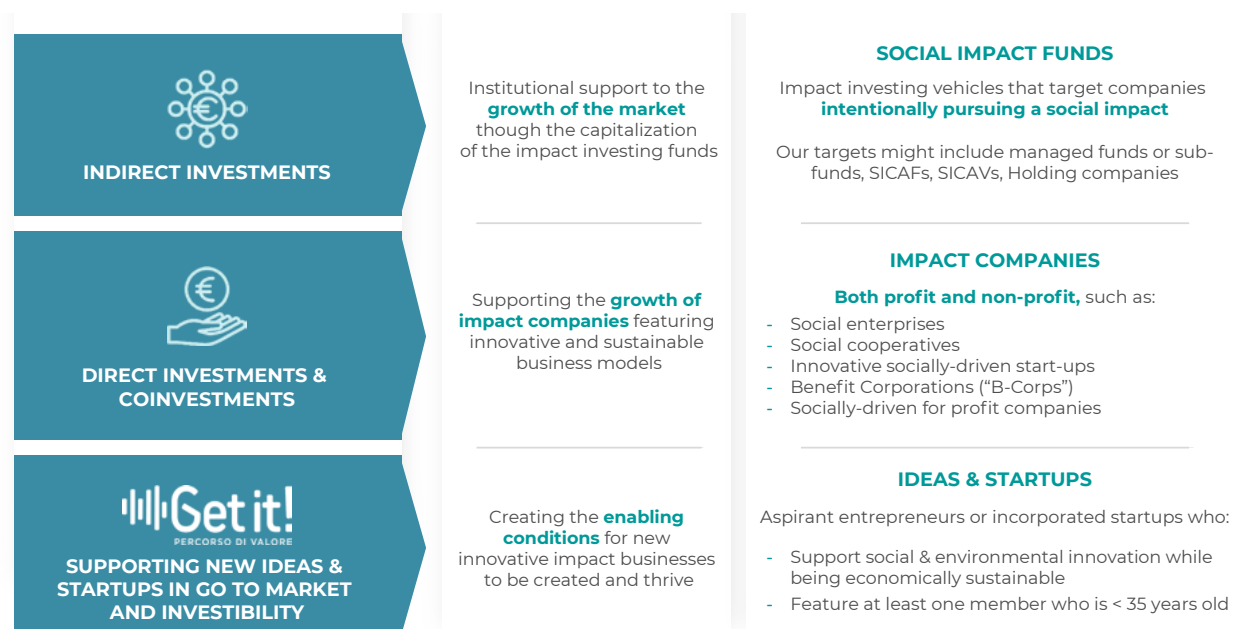 INDIRECT INVESTMENTS
Institutional support to the
growth of the market
though the capitalization
of the impact investing funds
SOCIAL IMPACT FUNDS
Impact investing vehicles that target companies
intentionally pursuing a social impact
Our targets might include managed funds or sub-
funds, SICAFs, SICAVs, Holding companies
DIRECT INVESTMENTS &
COINVESTMENTS
Supporting the growth of
impact companies featuring
innovative and sustainable
business models
IMPACT COMPANIES
Both profit and non-profit, such as:
- Social enterprises
- Social cooperatives
- Innovative socially-driven start-ups
- Benefit Corporations (“B-Corps”)
- Socially-driven for profit companies
Get it!
PERCORSO DI VALORE
SUPPORTING NEW IDEAS &
STARTUPS IN GO TO MARKET
AND INVESTIBILITY
Creating the enabling
conditions for new
innovative impact businesses
to be created and thrive
IDEAS & STARTUPS
Aspirant entrepreneurs or incorporated startups who:
- Support social & environmental innovation while
being economically sustainable
- Feature at least one member who is < 35 years old